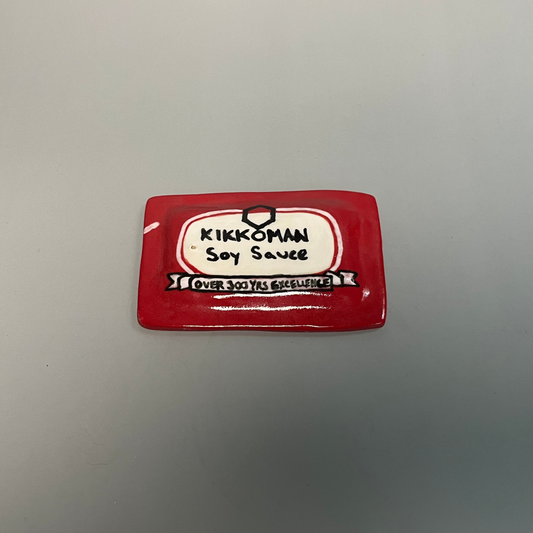 KIKKOMAN
Soy Sauce
OVER 300 YRS EXCELLENCE